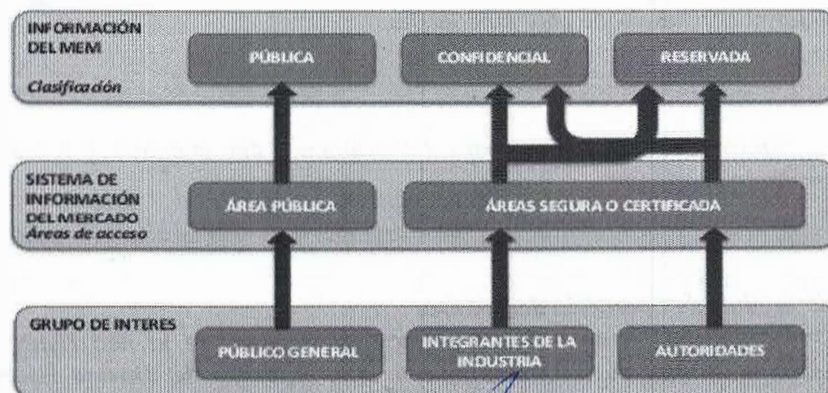 INFORMACIÓN
DEL MEM
Clasificación
PÚBLICA
CONFIDENCIAL
RESERVADA
SISTEMA DE
INFORMACIÓN
DEL MERCADO
Áreas de acceso
ÁREA PÚBLICA
ÁREAS SEGURA O CERTIFICADA
GRUPO DE INTERES
PÚBLICO GENERAL
INTEGRANTES DE LA
INDUSTRIA
AUTORIDADES